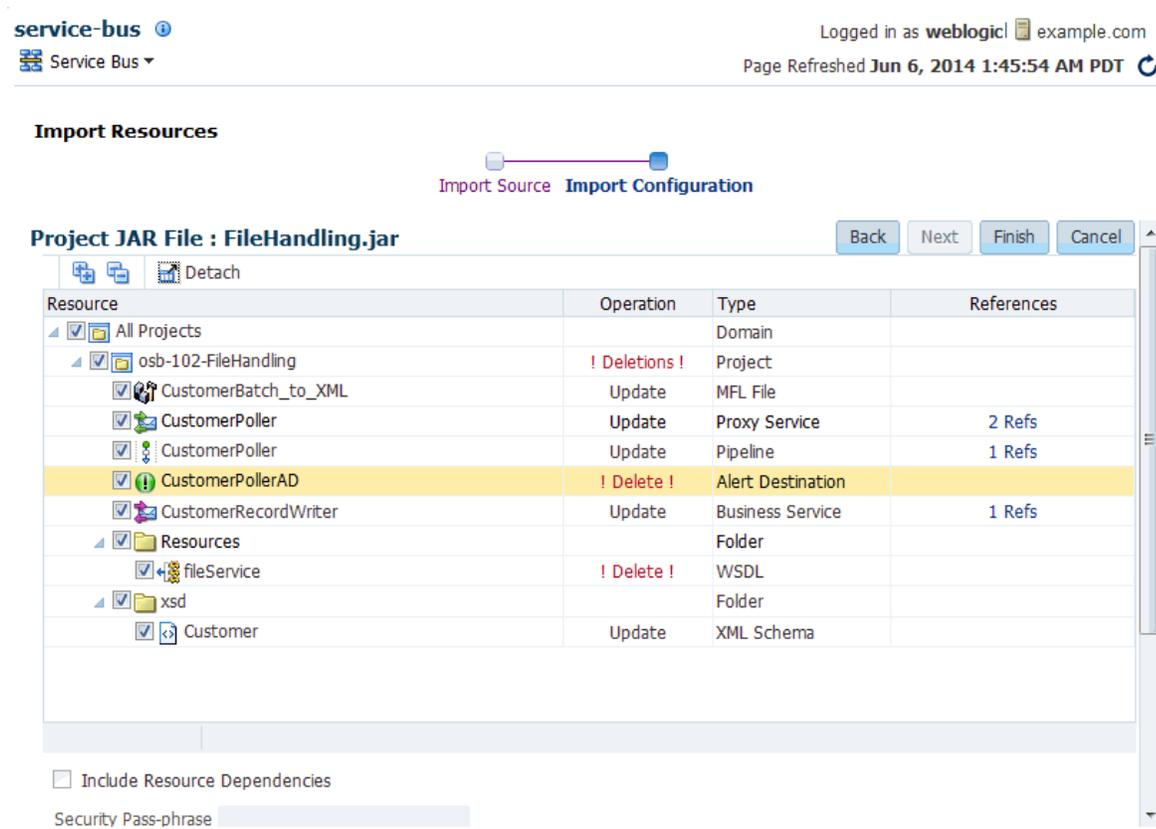 service-bus
Logged in as weblogic| example.com
Service Bus
Page Refreshed Jun 6, 2014 1:45:54 AM PDT
Import Resources
Import Source Import Configuration
Project JAR File : FileHandling.jar
Back Next Finish Cancel
Detach
Resource Operation Type References
All Projects Domain
osb-102-FileHandling ! Deletions ! Project
CustomerBatch_to_XML Update MFL File
CustomerPoller Update Proxy Service 2 Refs
CustomerPoller Update Pipeline 1 Refs
CustomerPollerAD ! Delete ! Alert Destination
CustomerRecordWriter Update Business Service 1 Refs
Resources Folder
fileService ! Delete ! WSDL
xsd Folder
Customer Update XML Schema
Include Resource Dependencies
Security Pass-phrase